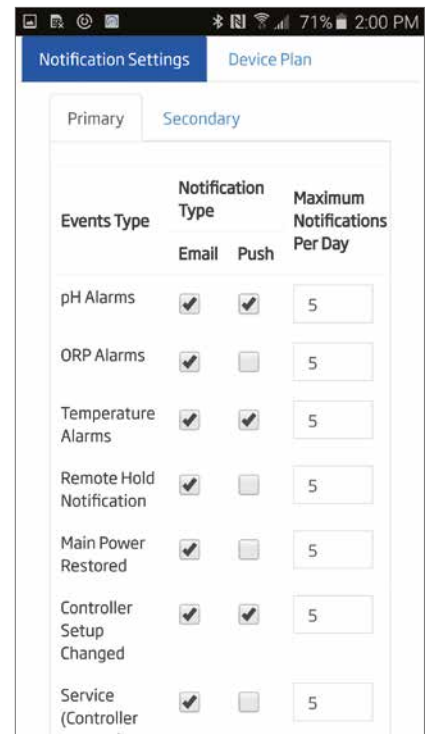 71% 2:00 PM
Notification Settings Device Plan
Primary Secondary
Events Type
Notification
Type
Email Push
Maximum
Notifications
Per Day
pH Alarms 5
ORP Alarms 5
Temperature
Alarms
5
Remote Hold
Notification
5
Main Power
Restored
5
Controller
Setup
Changed
5
Service
(Controller
5